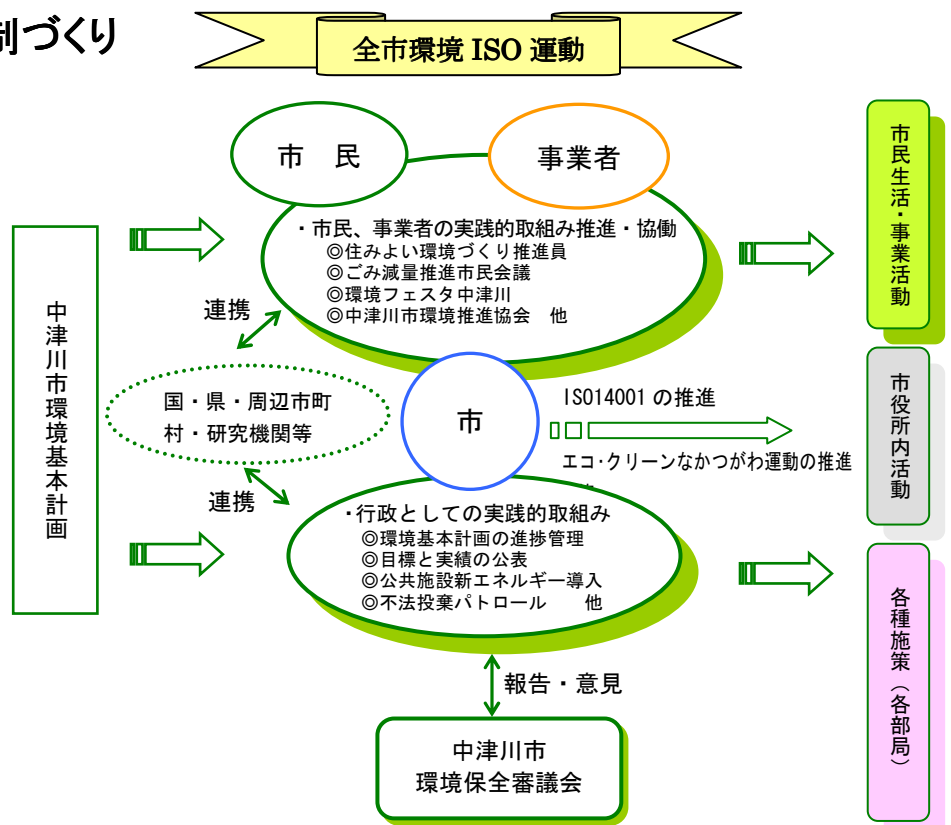 制づくり
全市環境 ISO 運動
市　民
事業者
・市民、事業者の実践的取組み推進・協働
◎住みよい環境づくり推進員
◎ごみ減量推進市民会議
◎環境フェスタ中津川
◎中津川市環境推進協会　他
中津川市環境基本計画
連携
国・県・周辺市町
村・研究機関等
連携
市
ISO14001 の推進
エコ・クリーンなかつがわ運動の推進
・行政としての実践的取組み
◎環境基本計画の進捗管理
◎目標と実績の公表
◎公共施設新エネルギー導入
◎不法投棄パトロール　　他
報告・意見
中津川市
環境保全審議会
市民生活・事業活動
市役所内活動
各種施策（各部局）